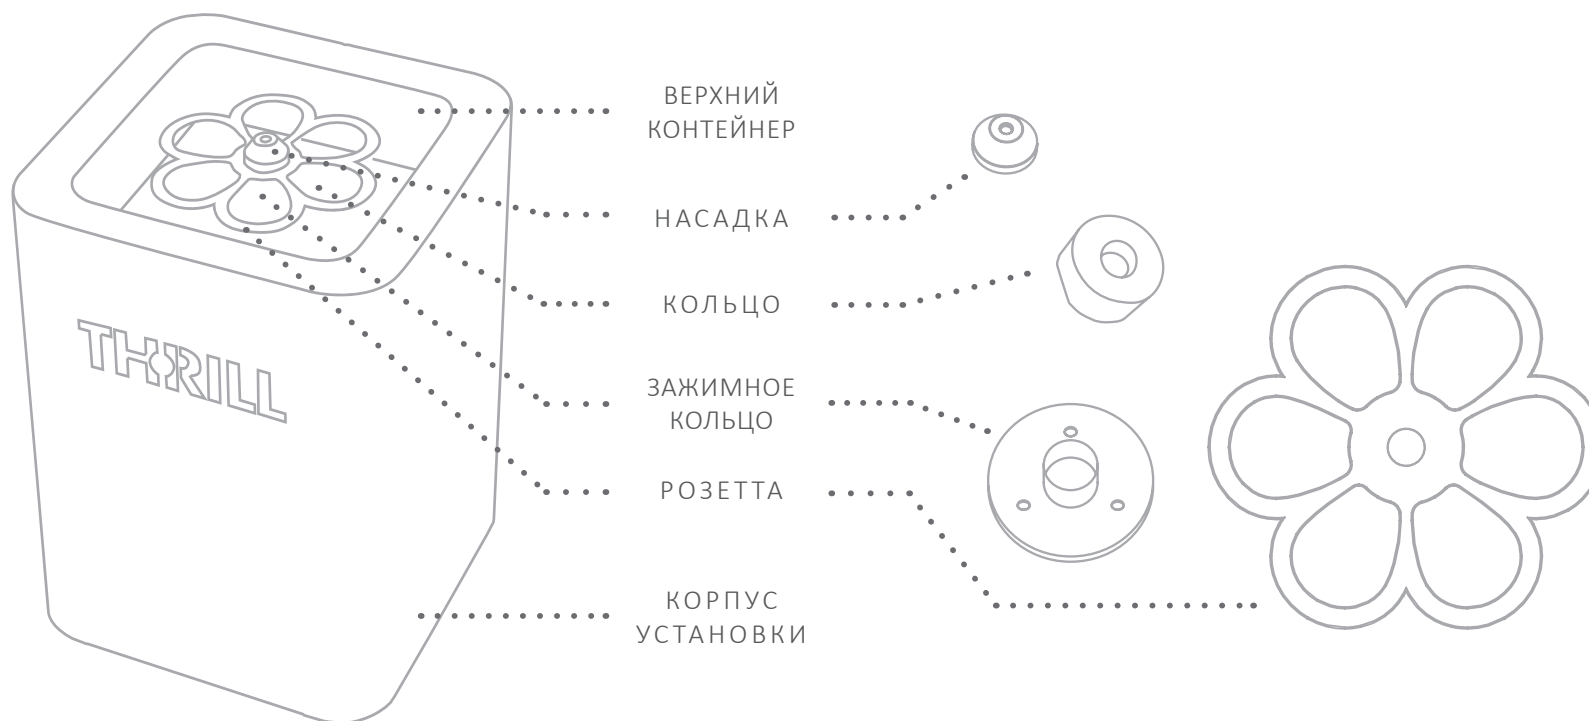 ВЕРХНИЙ
КОНТЕЙНЕР
НАСАДКА
КОЛЬЦО
THRILL
ЗАЖИМНОЕ
КОЛЬЦО
РОЗЕТТА
КОРПУС
УСТАНОВКИ